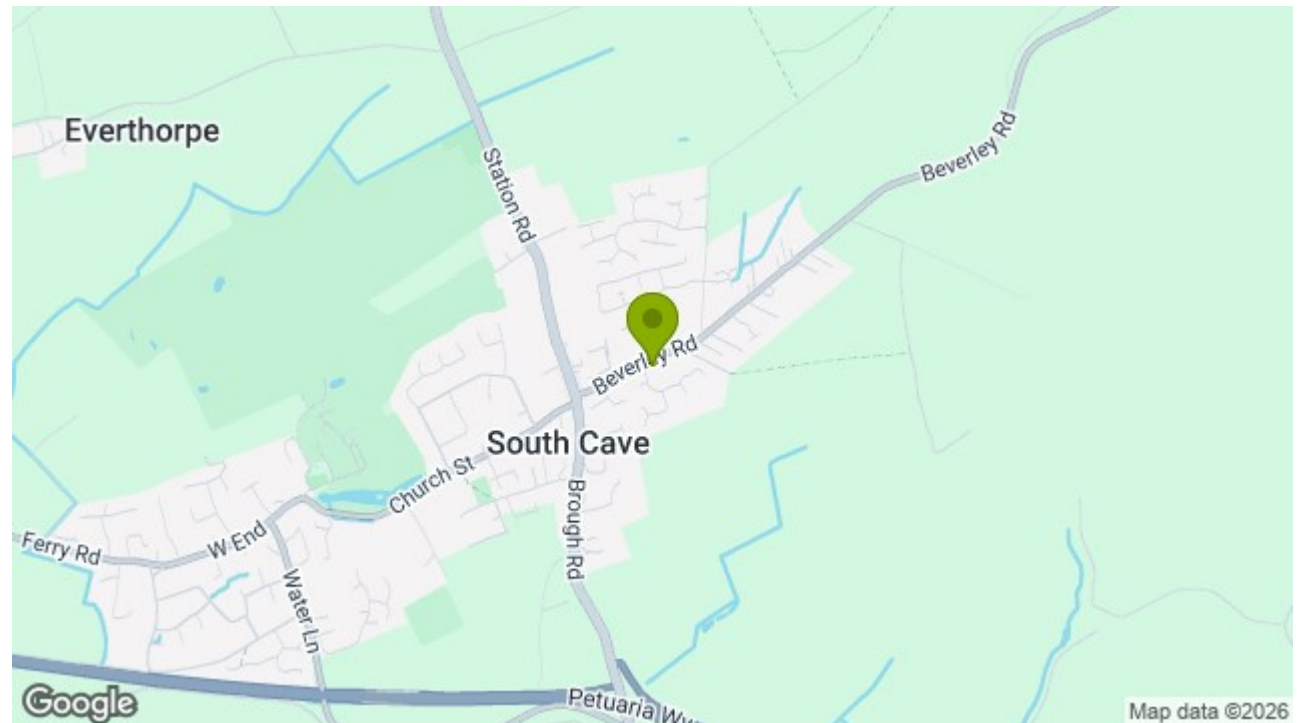 Everthorpe
Station Rd
Beverley Rd
Beverley Rd
South Cave
Church St
Brough Rd
W End
Ferry Rd
Water Ln
Petuaria
Google
Map data ©2026